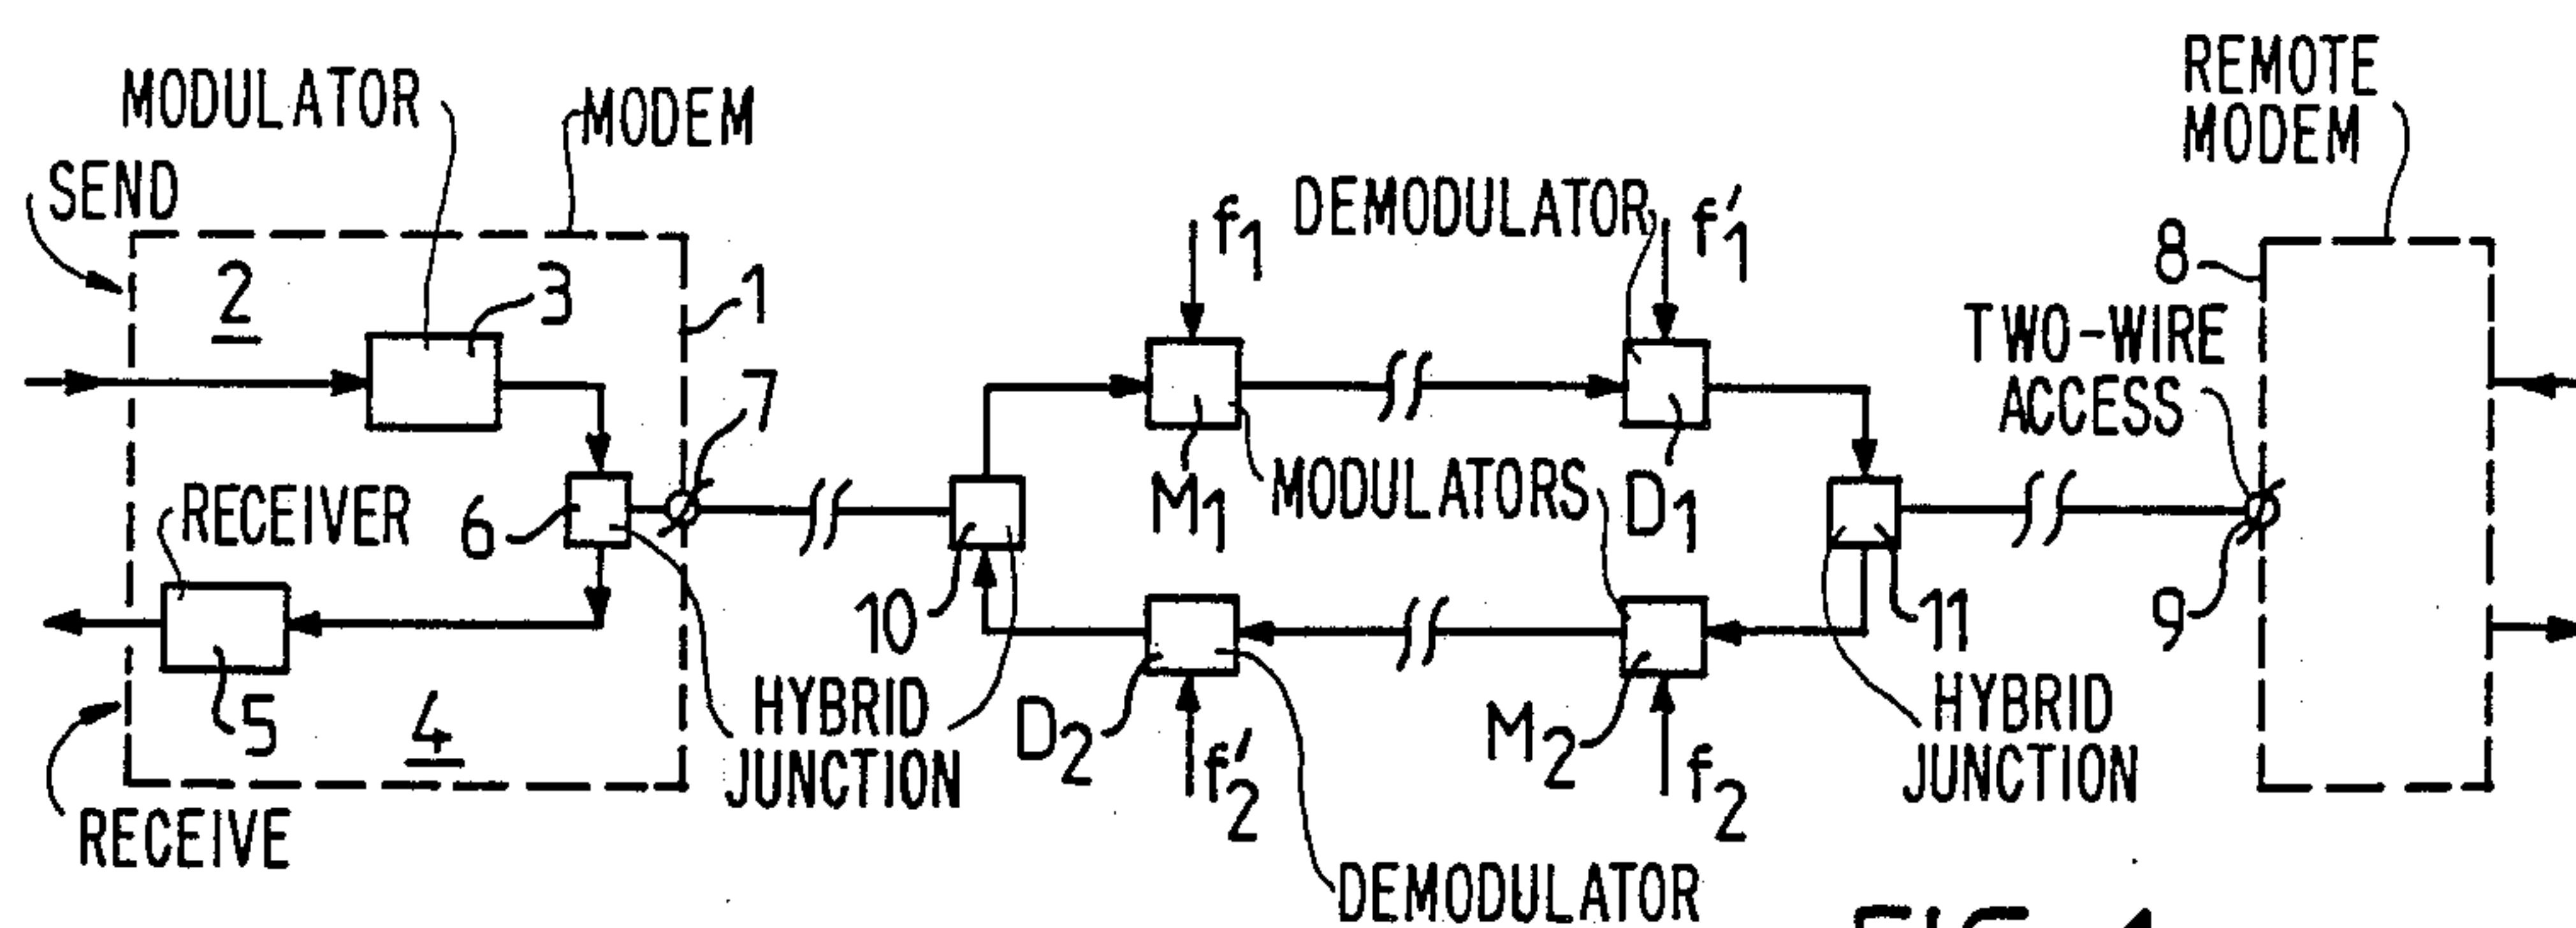 REMOTE
MODEM
MODULATOR
MODEM
SEND
DEMODULATOR
f1
f'1
2
3
1
8
TWO-WIRE
ACCESS
7
RECEIVER
6
M1
MODULATORS
D1
10
11
9
5
4
HYBRID
JUNCTION
D2
f'2
M2
f2
HYBRID
JUNCTION
RECEIVE
DEMODULATOR